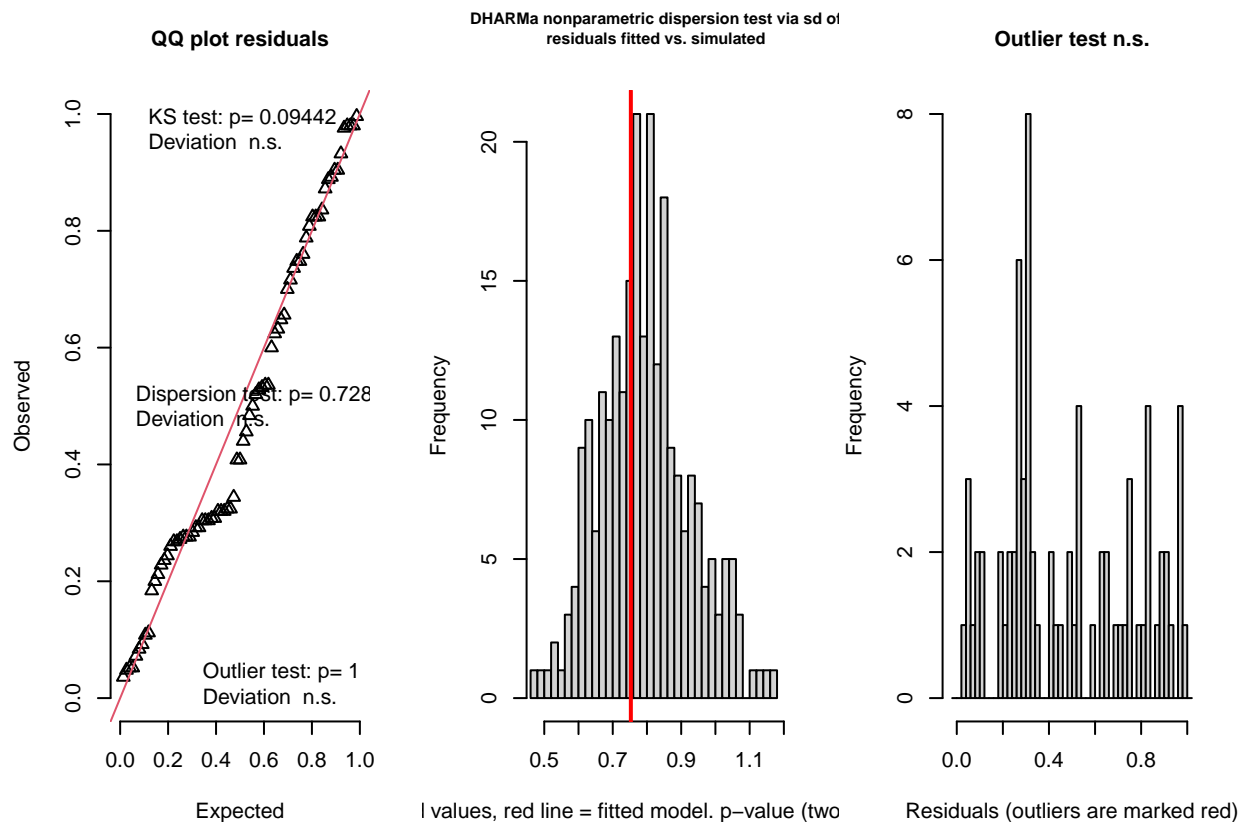 QQ plot residuals
KS test: p= 0.09442
Deviation n.s.
Dispersion test: p= 0.728
Deviation n.s.
Outlier test: p= 1
Deviation n.s.
Observed
1.0
0.8
0.6
0.4
0.2
0.0
0.0 0.2 0.4 0.6 0.8 1.0
Expected
DHARMa nonparametric dispersion test via sd of
residuals fitted vs. simulated
Frequency
20
15
10
5
0
0.5 0.7 0.9 1.1
l values, red line = fitted model. p−value (two
Outlier test n.s.
Frequency
8
6
4
2
0
0.0 0.4 0.8
Residuals (outliers are marked red)